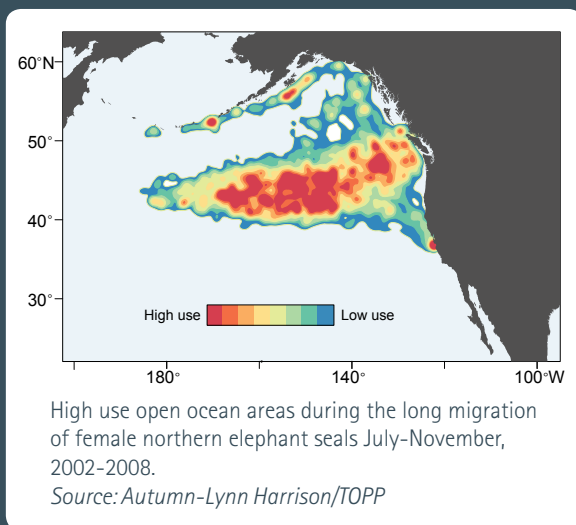 60°N
50°
40°
30°
High use Low use
180° 140° 100°W
High use open ocean areas during the long migration
of female northern elephant seals July-November,
2002-2008.
Source: Autumn-Lynn Harrison/TOPP